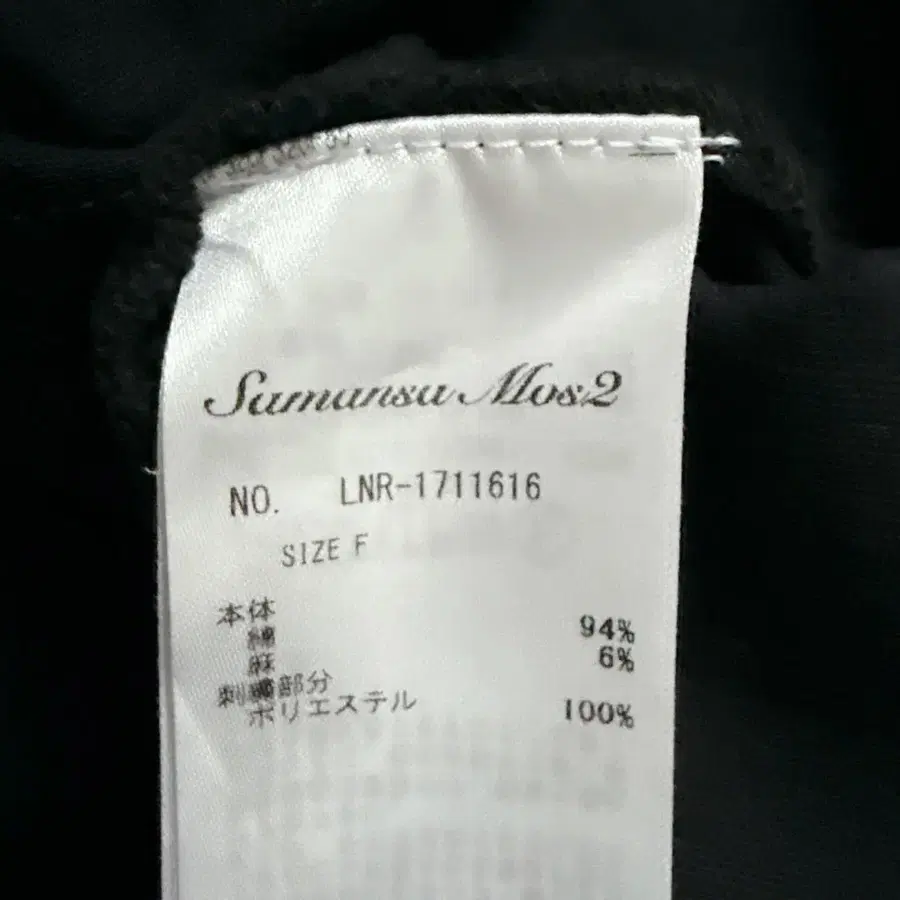 Samansa Mos2
NO. LNR-1711616
SIZE F
本体
綿 94%
麻 6%
刺繍部分
ポリエステル 100%